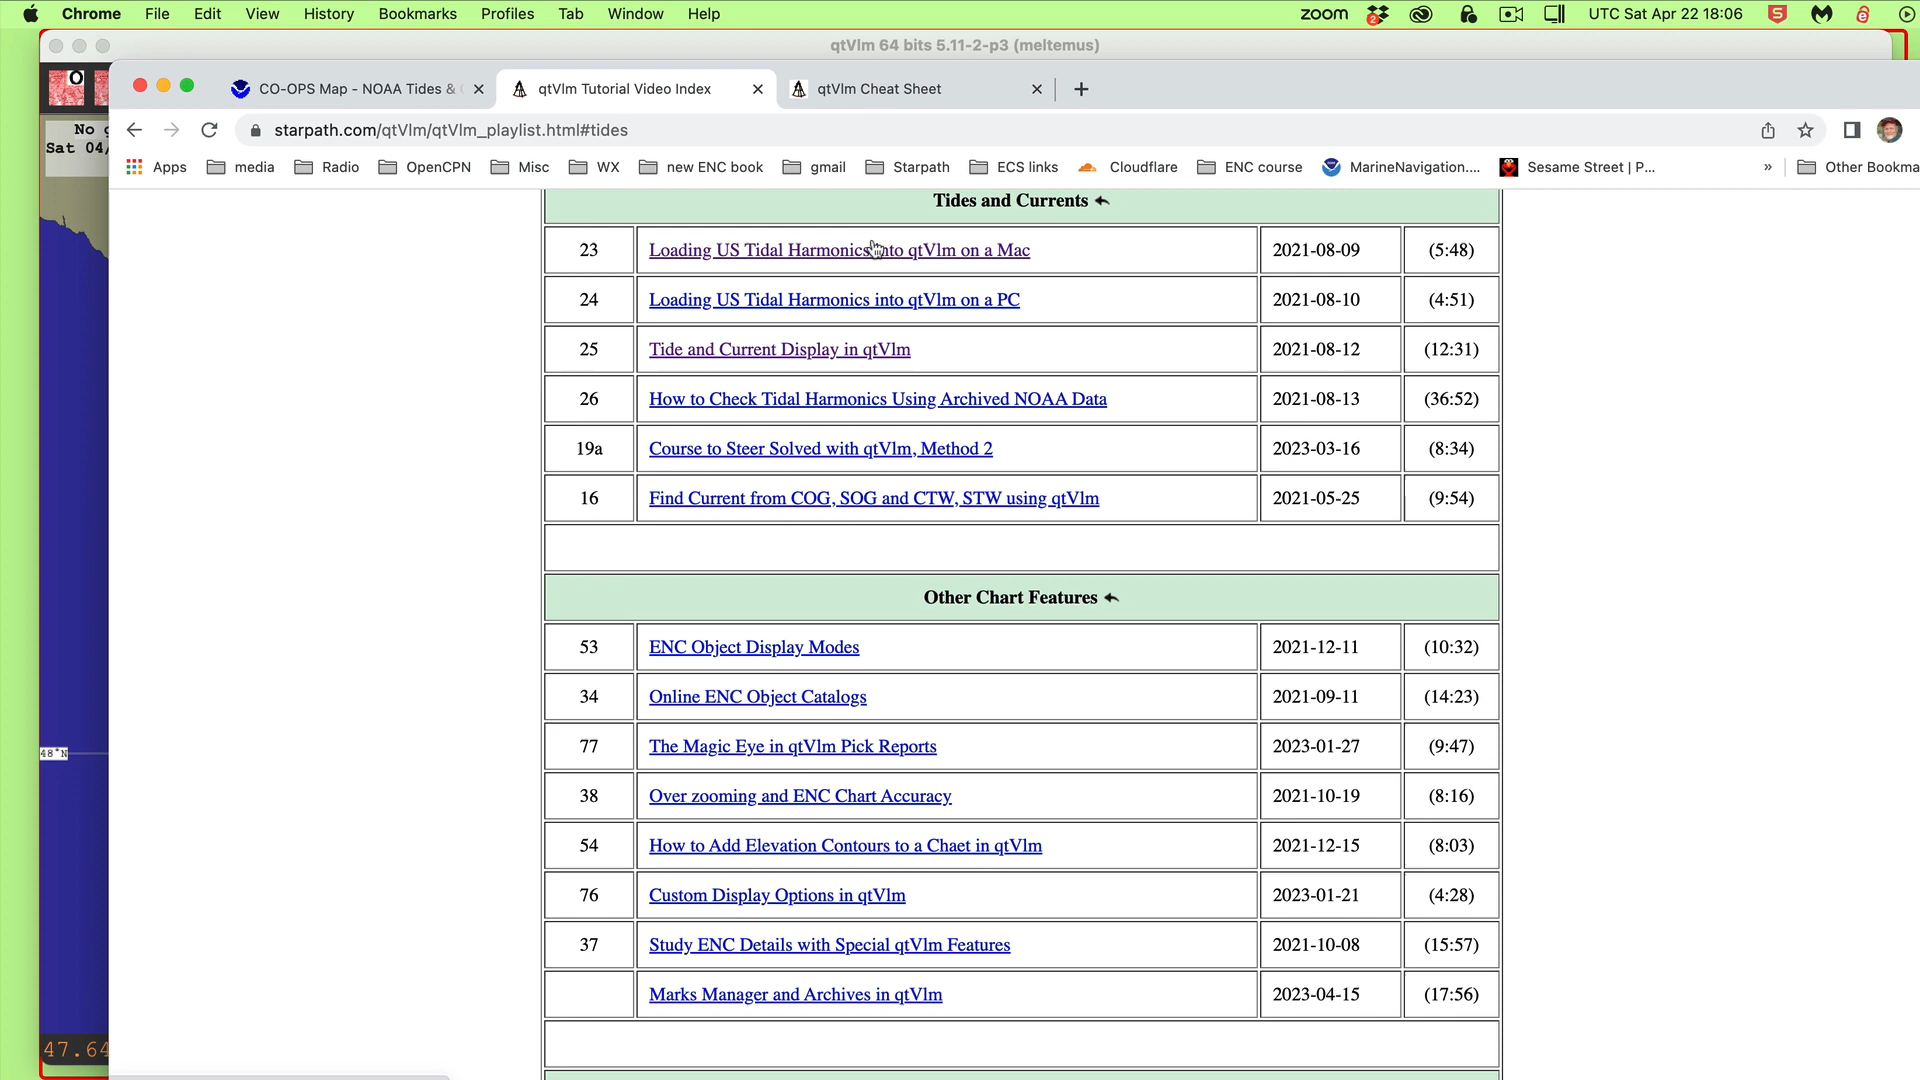 Chrome File Edit View History Bookmarks Profiles Tab Window Help zoom 2 UTC Sat Apr 22 18:06
qtVlm 64 bits 5.11-2-p3 (meltemus)
CO-OPS Map - NOAA Tides & qtVlm Tutorial Video Index qtVlm Cheat Sheet
starpath.com/qtVlm/qtVlm_playlist.html#tides
Apps media Radio OpenCPN Misc WX new ENC book gmail Starpath ECS links Cloudflare ENC course MarineNavigation.... Sesame Street | P... » Other Bookma
No
Sat 04/
Tides and Currents
23 Loading US Tidal Harmonics into qtVlm on a Mac 2021-08-09 (5:48)
24 Loading US Tidal Harmonics into qtVlm on a PC 2021-08-10 (4:51)
25 Tide and Current Display in qtVlm 2021-08-12 (12:31)
26 How to Check Tidal Harmonics Using Archived NOAA Data 2021-08-13 (36:52)
19a Course to Steer Solved with qtVlm, Method 2 2023-03-16 (8:34)
16 Find Current from COG, SOG and CTW, STW using qtVlm 2021-05-25 (9:54)
Other Chart Features
53 ENC Object Display Modes 2021-12-11 (10:32)
34 Online ENC Object Catalogs 2021-09-11 (14:23)
77 The Magic Eye in qtVlm Pick Reports 2023-01-27 (9:47)
38 Over zooming and ENC Chart Accuracy 2021-10-19 (8:16)
54 How to Add Elevation Contours to a Chaet in qtVlm 2021-12-15 (8:03)
76 Custom Display Options in qtVlm 2023-01-21 (4:28)
37 Study ENC Details with Special qtVlm Features 2021-10-08 (15:57)
Marks Manager and Archives in qtVlm 2023-04-15 (17:56)
48°N
47.64